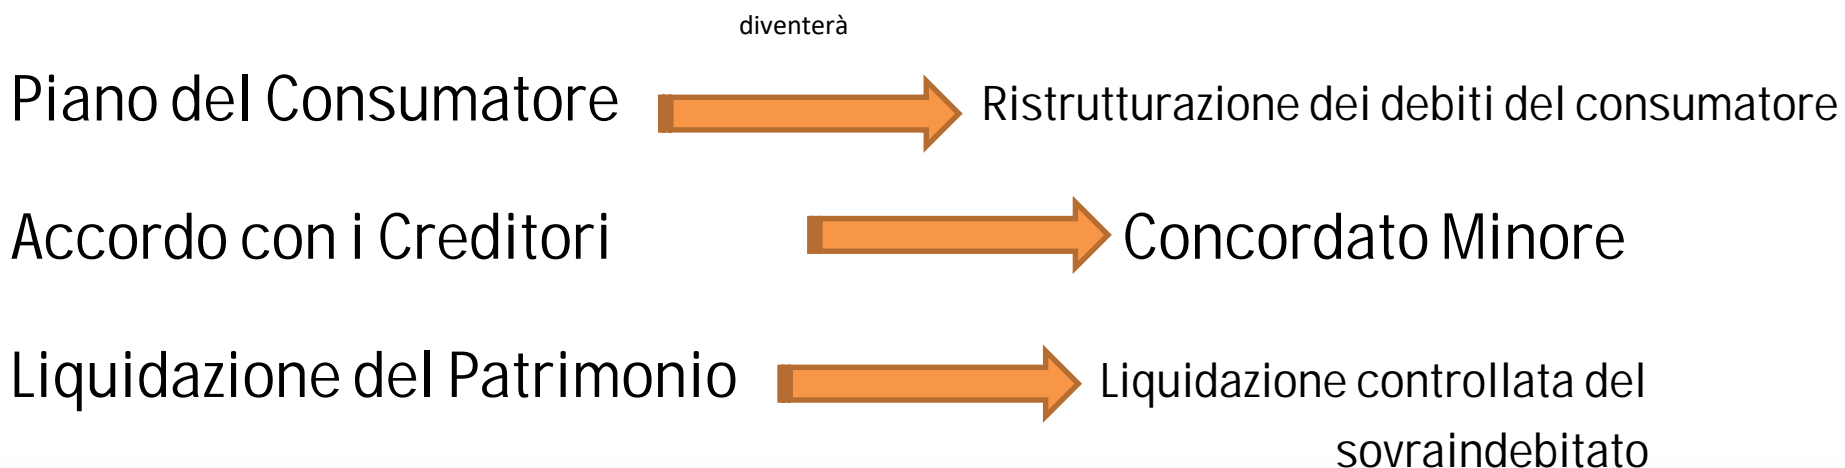 diventerà
Piano del Consumatore Ristrutturazione dei debiti del consumatore
Accordo con i Creditori Concordato Minore
Liquidazione del Patrimonio Liquidazione controllata del
sovraindebitato